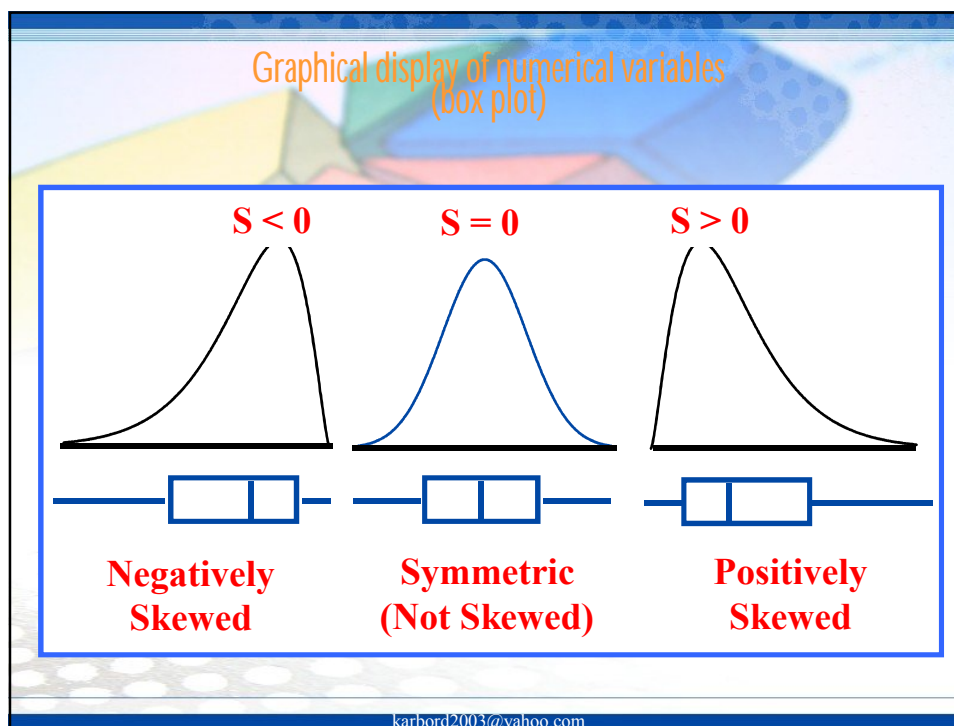 Graphical display of numerical variables
(box plot)
S < 0
S = 0
S > 0
Negatively
Skewed
Symmetric
(Not Skewed)
Positively
Skewed
karbord2003@yahoo.com